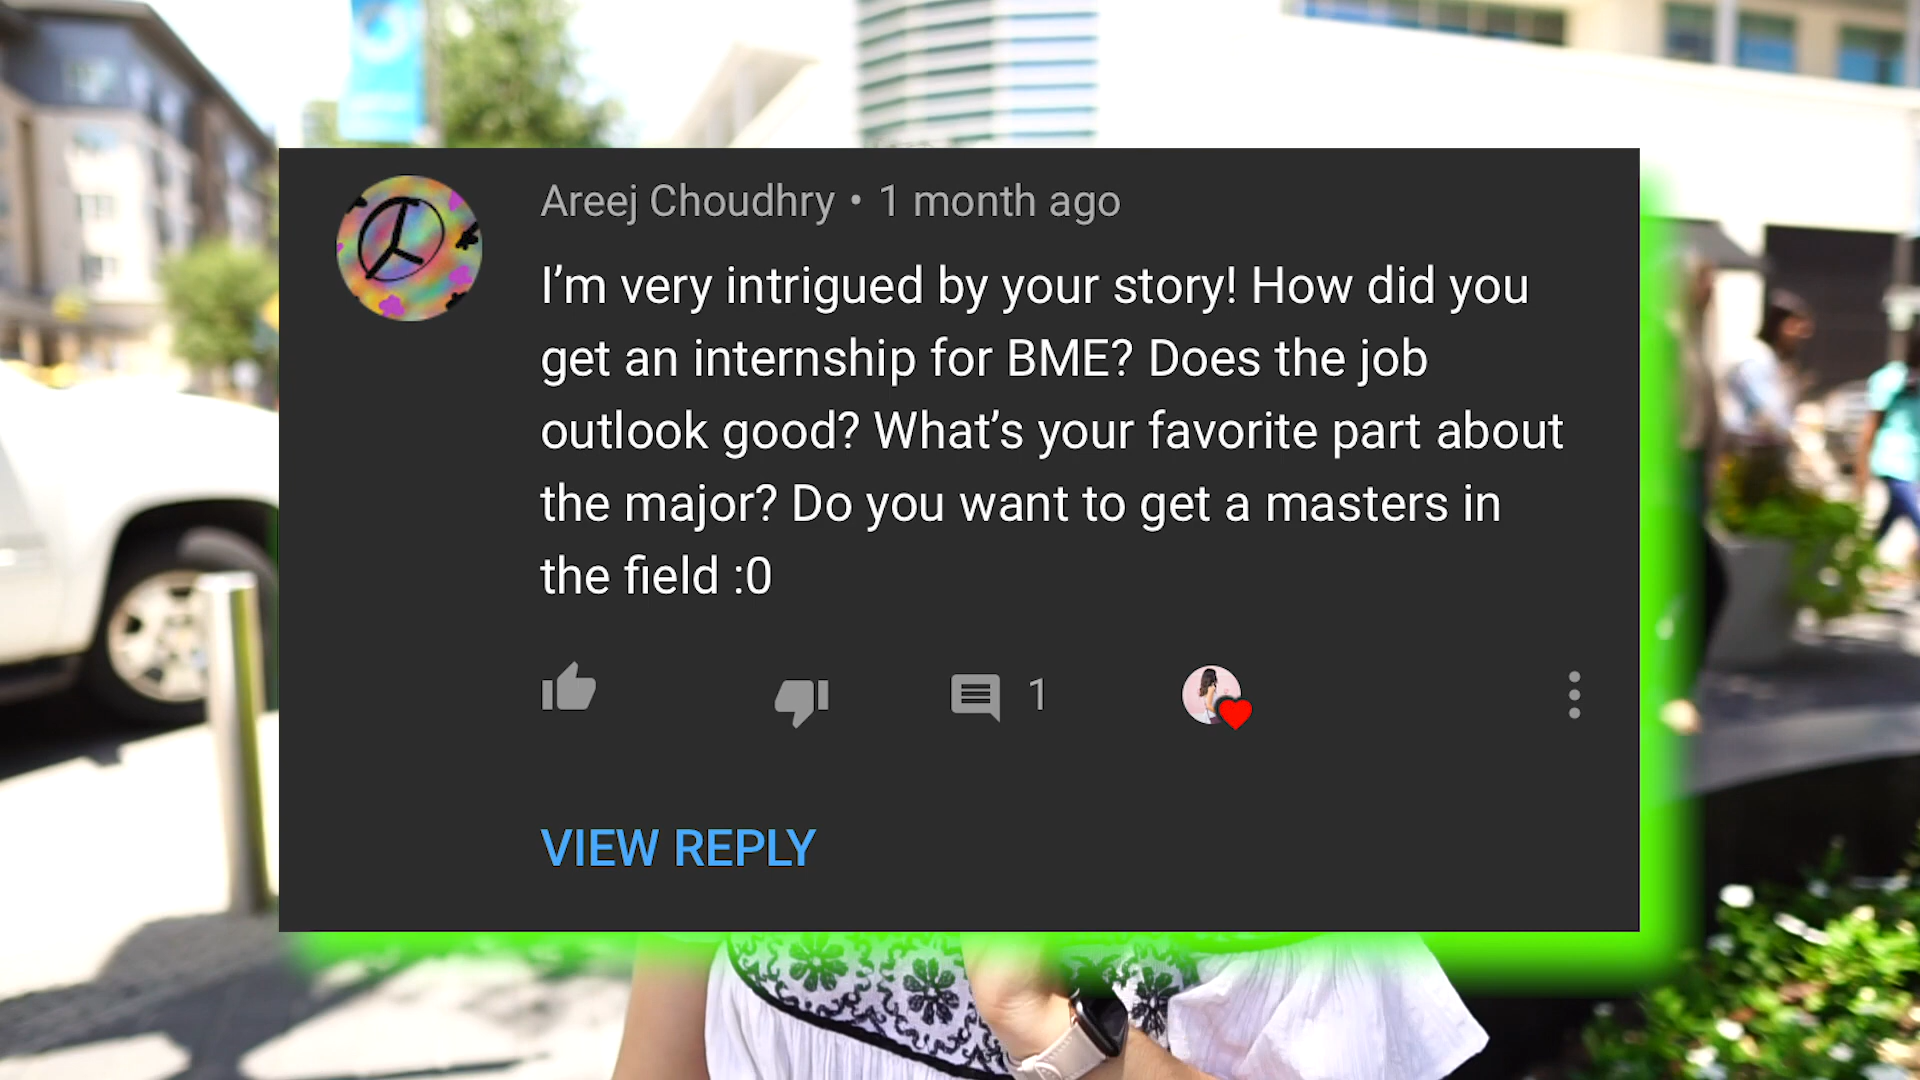 Areej Choudhry • 1 month ago
I’m very intrigued by your story! How did you
get an internship for BME? Does the job
outlook good? What’s your favorite part about
the major? Do you want to get a masters in
the field :0
1
VIEW REPLY